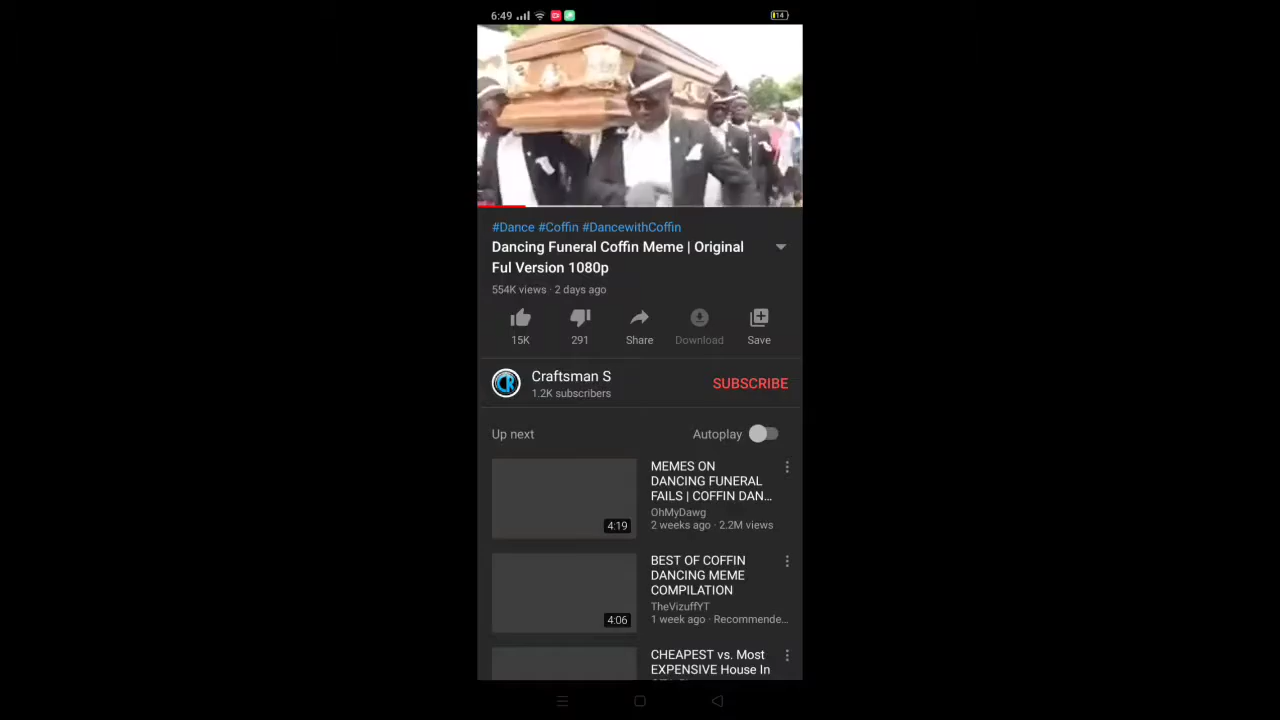 6:49
14
#Dance #Coffin #DancewithCoffin
Dancing Funeral Coffin Meme | Original
Ful Version 1080p
554K views · 2 days ago
15K 291 Share Download Save
Craftsman S
1.2K subscribers
SUBSCRIBE
Up next
Autoplay
MEMES ON
DANCING FUNERAL
FAILS | COFFIN DAN...
OhMyDawg
2 weeks ago · 2.2M views
4:19
BEST OF COFFIN
DANCING MEME
COMPILATION
TheVizuffYT
1 week ago · Recommende...
4:06
CHEAPEST vs. Most
EXPENSIVE House In